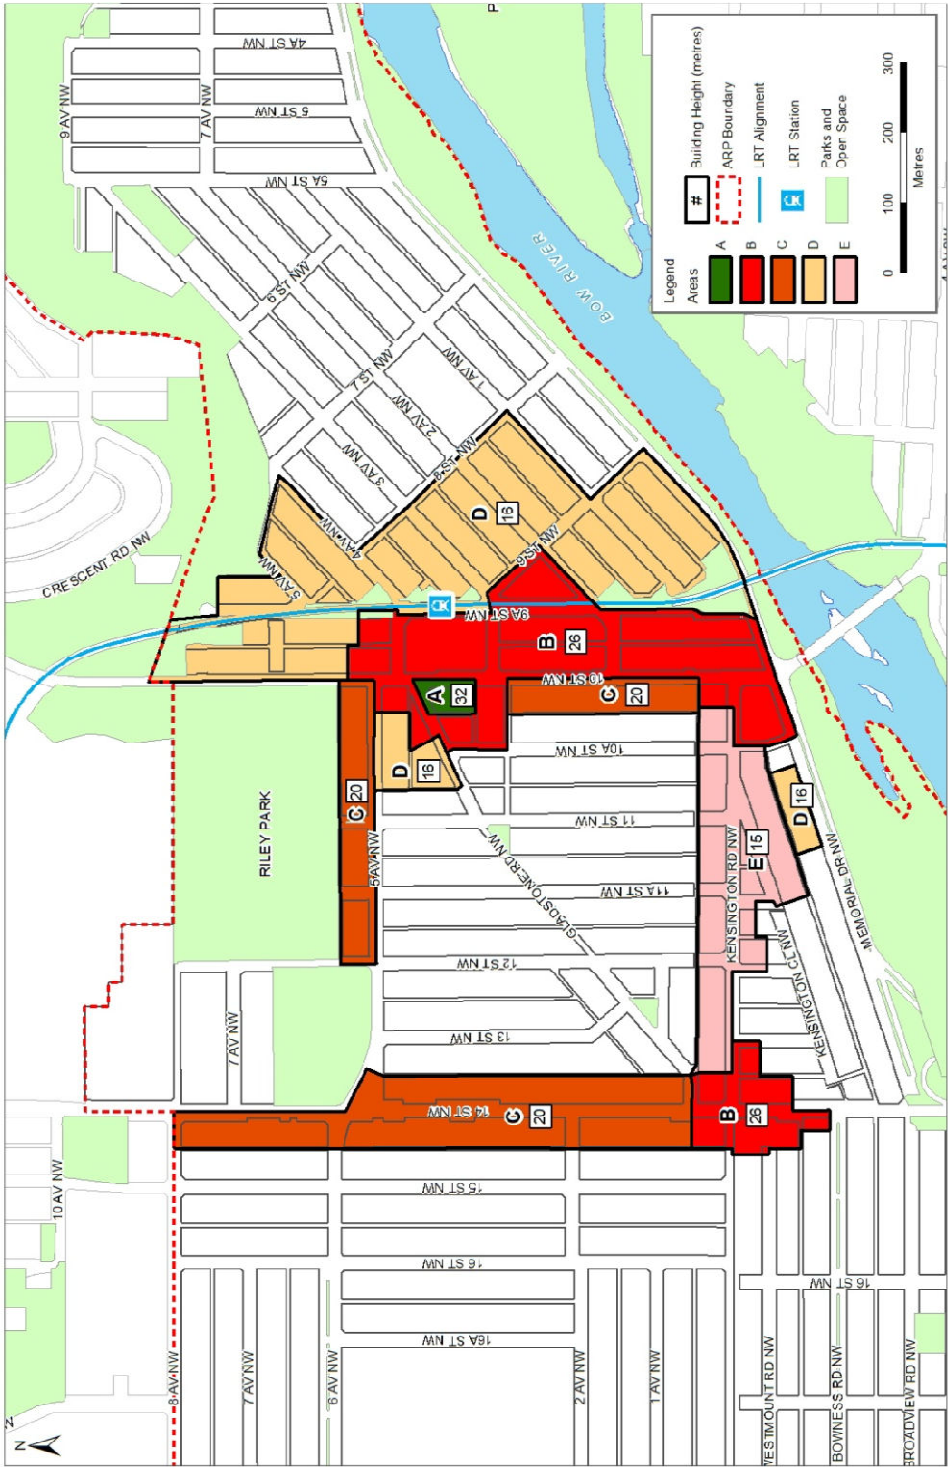 9 AV NW
7 AV NW
4A ST NW
5 ST NW
5A ST NW
6 ST NW
7 ST NW
1 AV NW
2 AV NW
3 AV NW
8 ST NW
4 AV NW
5 AV NW
9 ST NW
BOW RIVER
CRESCENT RD NW
D
16
9A ST NW
B
26
10 ST NW
A
32
C
20
C
20
D
16
RILEY PARK
5 AV NW
10A ST NW
11 ST NW
11A ST NW
GLADSTONE RD NW
KENSINGTON RD NW
E
15
D
16
MEMORIAL DR NW
KENSINGTON CL NW
12 ST NW
13 ST NW
7 AV NW
14 ST NW
C
20
B
26
10 AV NW
15 ST NW
16 ST NW
16 ST NW
16A ST NW
8 AV NW
7 AV NW
6 AV NW
2 AV NW
1 AV NW
ESTMOUNT RD NW
BOWNESS RD NW
BROADVIEW RD NW
N
Legend
Areas
A
B
C
D
E
#
Building Height (metres)
ARP Boundary
LRT Alignment
LRT Station
Parks and
Open Space
0
100
200
300
Metres